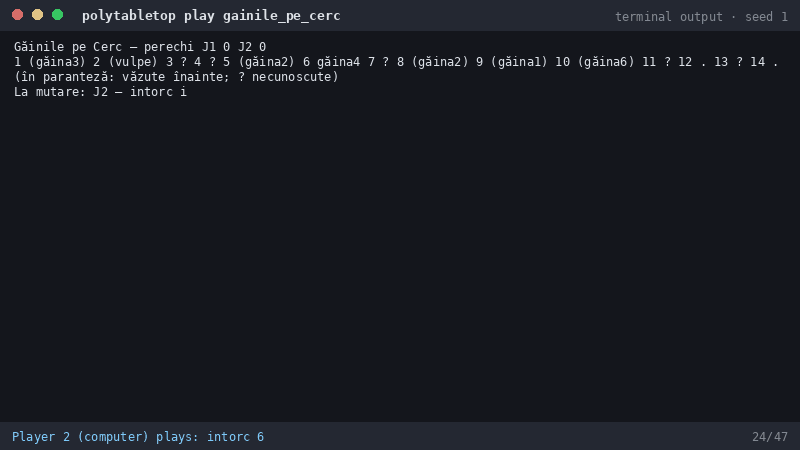 polytabletop play gainile_pe_cerc
terminal output · seed 1
Găinile pe Cerc — perechi J1 0 J2 0
1 (găina3) 2 (vulpe) 3 ? 4 ? 5 (găina2) 6 găina4 7 ? 8 (găina2) 9 (găina1) 10 (găina6) 11 ? 12 . 13 ? 14 .
(în paranteză: văzute înainte; ? necunoscute)
La mutare: J2 — intorc i
Player 2 (computer) plays: intorc 6
24/47